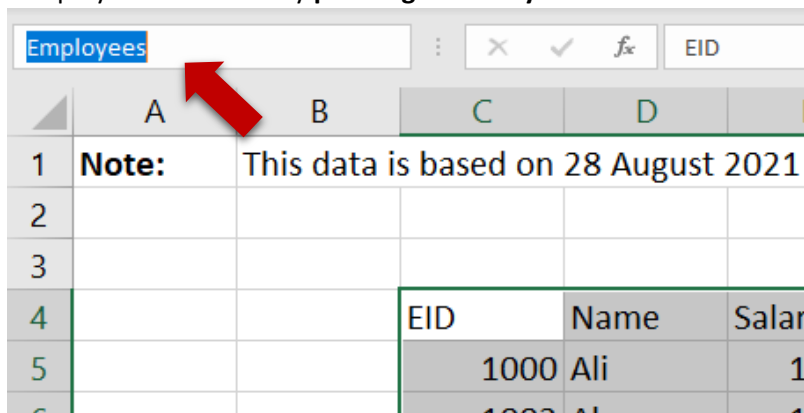 Employees fx EID
A B C D
1 Note: This data is based on 28 August 2021
2
3
4 EID Name
5 1000 Ali